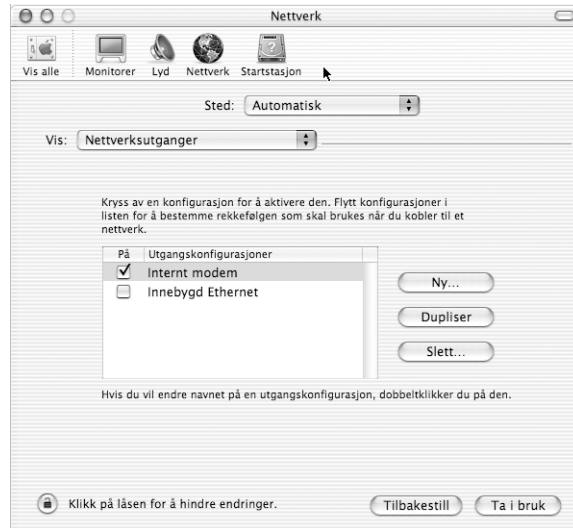 Nettverk
Vis alle Monitorer Lyd Nettverk Startstasjon
Sted: Automatisk
Vis: Nettverksutganger
Kryss av en konfigurasjon for å aktivere den. Flytt konfigurasjoner i
listen for å bestemme rekkefølgen som skal brukes når du kobler til et
nettverk.
På Utgangskonfigurasjoner
Internt modem
Innebygd Ethernet
Ny...
Dupliser
Slett...
Hvis du vil endre navnet på en utgangskonfigurasjon, dobbeltklikker du på den.
Klikk på låsen for å hindre endringer.
Tilbakestill Ta i bruk